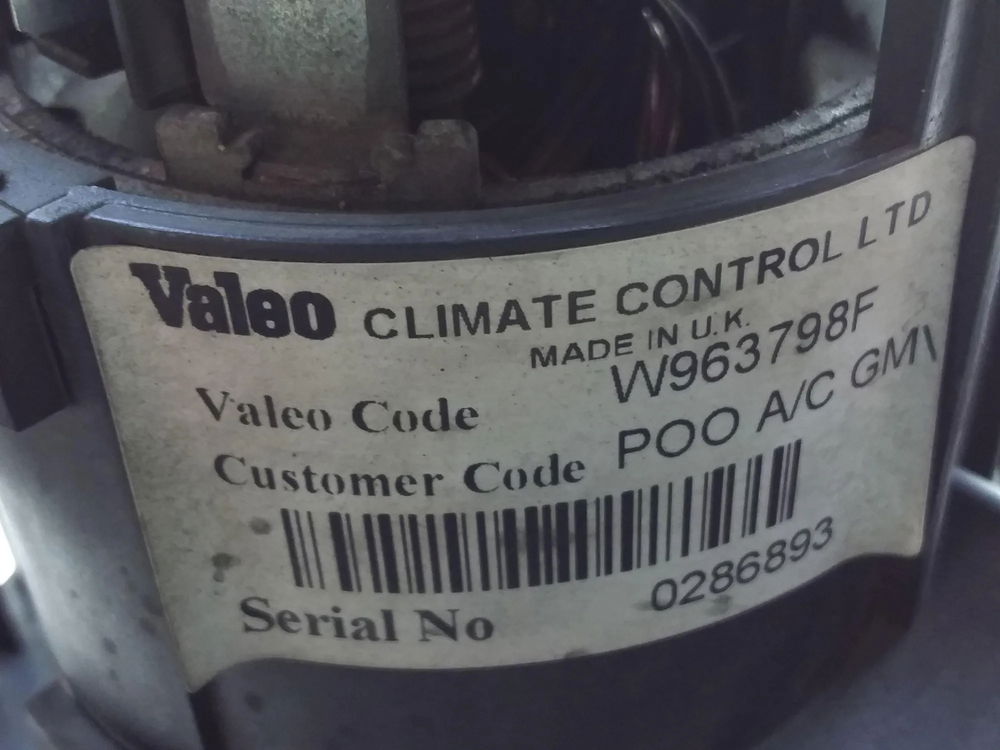 Valeo CLIMATE CONTROL LTD
MADE IN U.K.
Valeo Code W963798F
Customer Code POO A/C GM\
Serial No 0286893